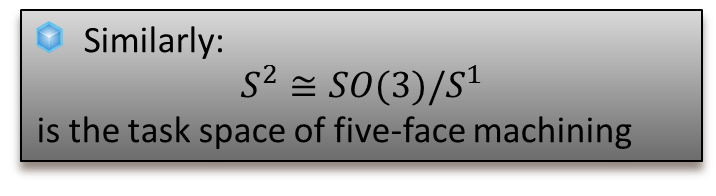 Similarly:
S² ≅ SO(3)/S¹
is the task space of five-face machining